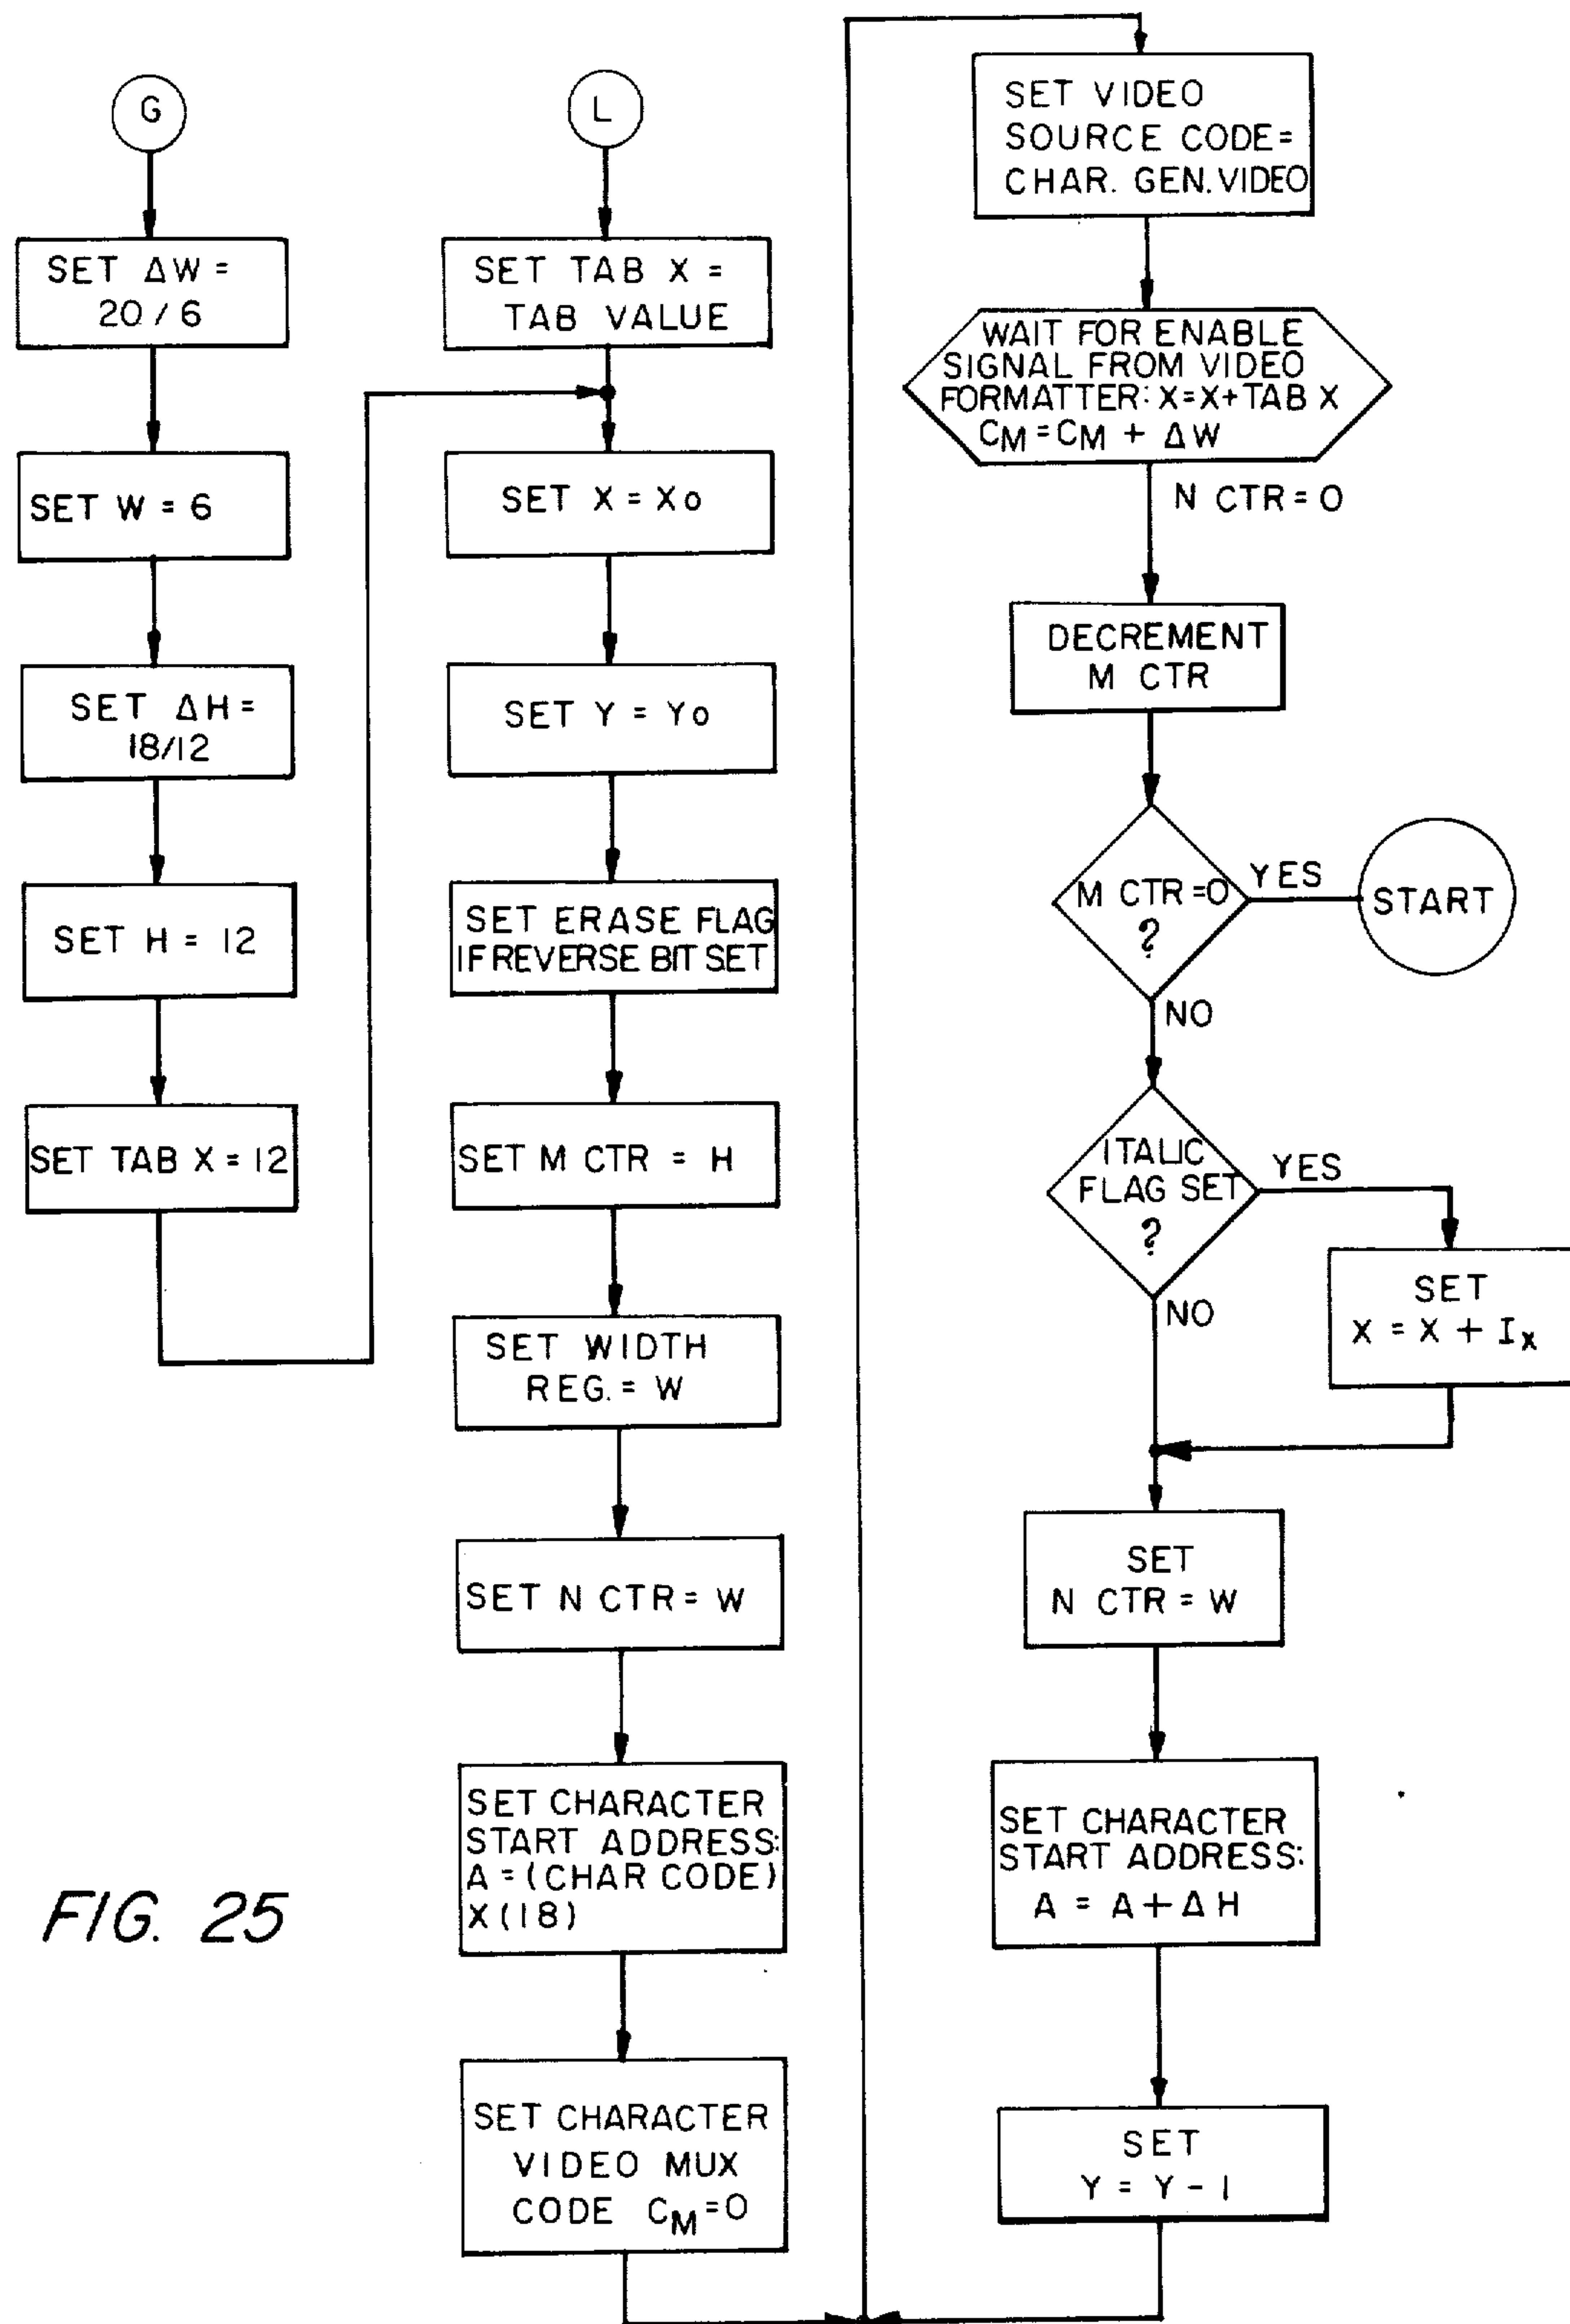 G
SET ΔW =
20/6
SET W = 6
SET ΔH =
18/12
SET H = 12
SET TAB X = 12
L
SET TAB X =
TAB VALUE
SET X = Xo
SET Y = Yo
SET ERASE FLAG
IF REVERSE BIT SET
SET M CTR = H
SET WIDTH
REG. = W
SET N CTR = W
SET CHARACTER
START ADDRESS:
A = (CHAR CODE)
X (18)
SET CHARACTER
VIDEO MUX
CODE CM = 0
SET VIDEO
SOURCE CODE =
CHAR. GEN. VIDEO
WAIT FOR ENABLE
SIGNAL FROM VIDEO
FORMATTER: X = X + TAB X
CM = CM + ΔW
N CTR = 0
DECREMENT
M CTR
M CTR = 0
?
YES
START
NO
ITALIC
FLAG SET
?
YES
SET
X = X + Ix
NO
SET
N CTR = W
SET CHARACTER
START ADDRESS:
A = A + Δ H
SET
Y = Y - 1
FIG. 25